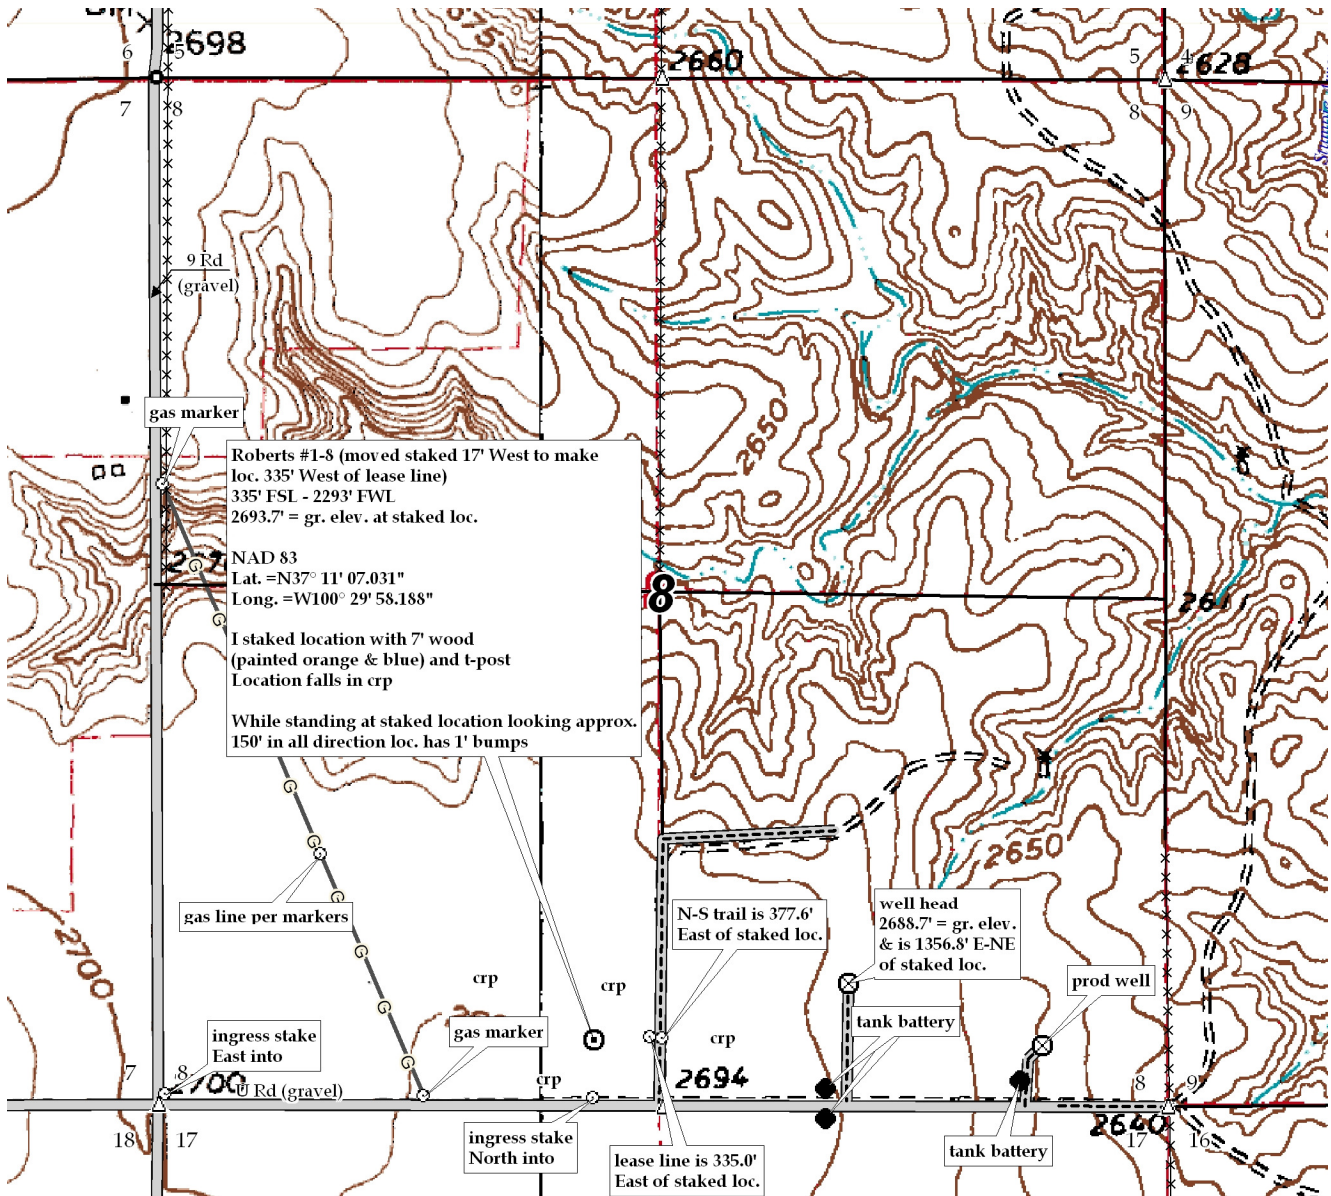 2698
2660
2628
6
5
5
4
7
8
8
9
9 Rd
(gravel)
gas marker
Roberts #1-8 (moved staked 17' West to make
loc. 335' West of lease line)
335' FSL - 2293' FWL
2693.7' = gr. elev. at staked loc.
NAD 83
Lat. =N37° 11' 07.031"
Long. =W100° 29' 58.188"
I staked location with 7' wood
(painted orange & blue) and t-post
Location falls in crp
While standing at staked location looking approx.
150' in all direction loc. has 1' bumps
2650
8
G
G
G
G
G
G
G
G
2650
gas line per markers
N-S trail is 377.6'
East of staked loc.
well head
2688.7' = gr. elev.
& is 1356.8' E-NE
of staked loc.
prod well
2700
crp
crp
crp
crp
tank battery
ingress stake
East into
gas marker
7
8
2700
U Rd (gravel)
2694
8
9
18
17
ingress stake
North into
lease line is 335.0'
East of staked loc.
tank battery
2640
17
16